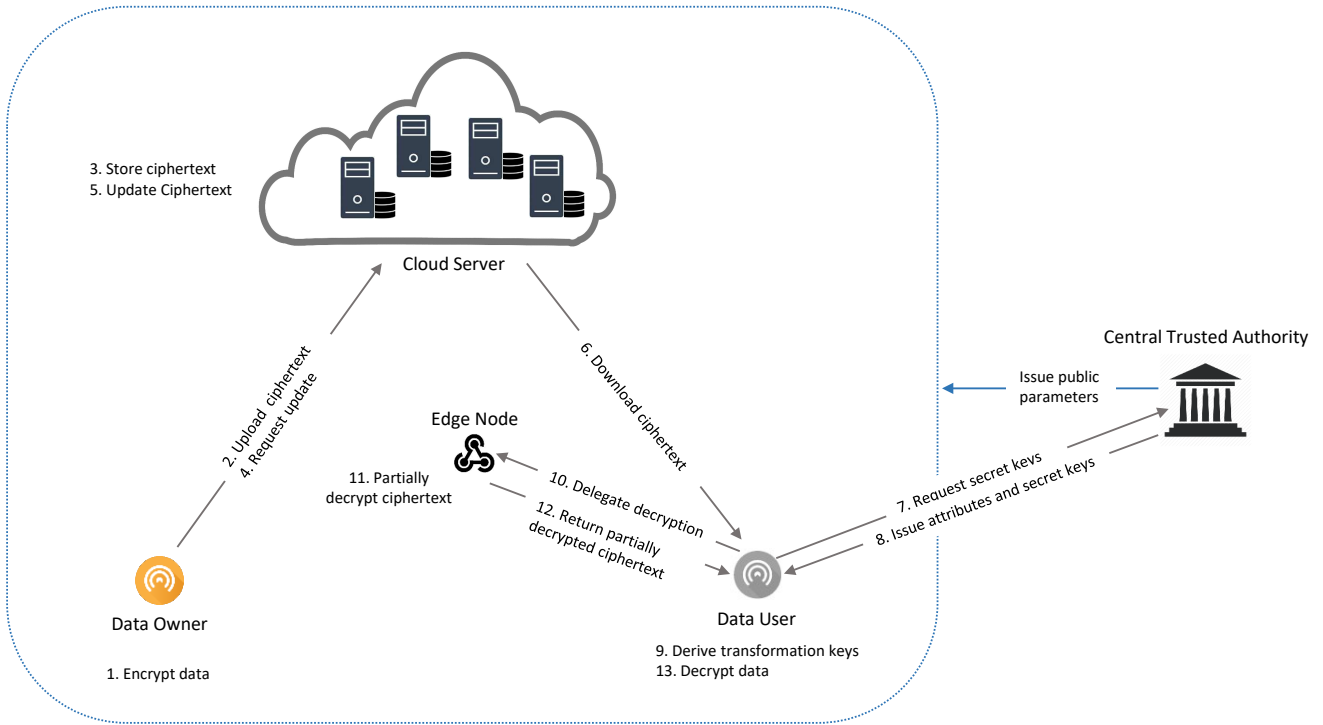 3. Store ciphertext
5. Update Ciphertext
Cloud Server
2. Upload ciphertext
4. Request update
6. Download ciphertext
Central Trusted Authority
Issue public
parameters
Edge Node
11. Partially
decrypt ciphertext
10. Delegate decryption
12. Return partially
decrypted ciphertext
7. Request secret keys
8. Issue attributes and secret keys
Data Owner
1. Encrypt data
Data User
9. Derive transformation keys
13. Decrypt data